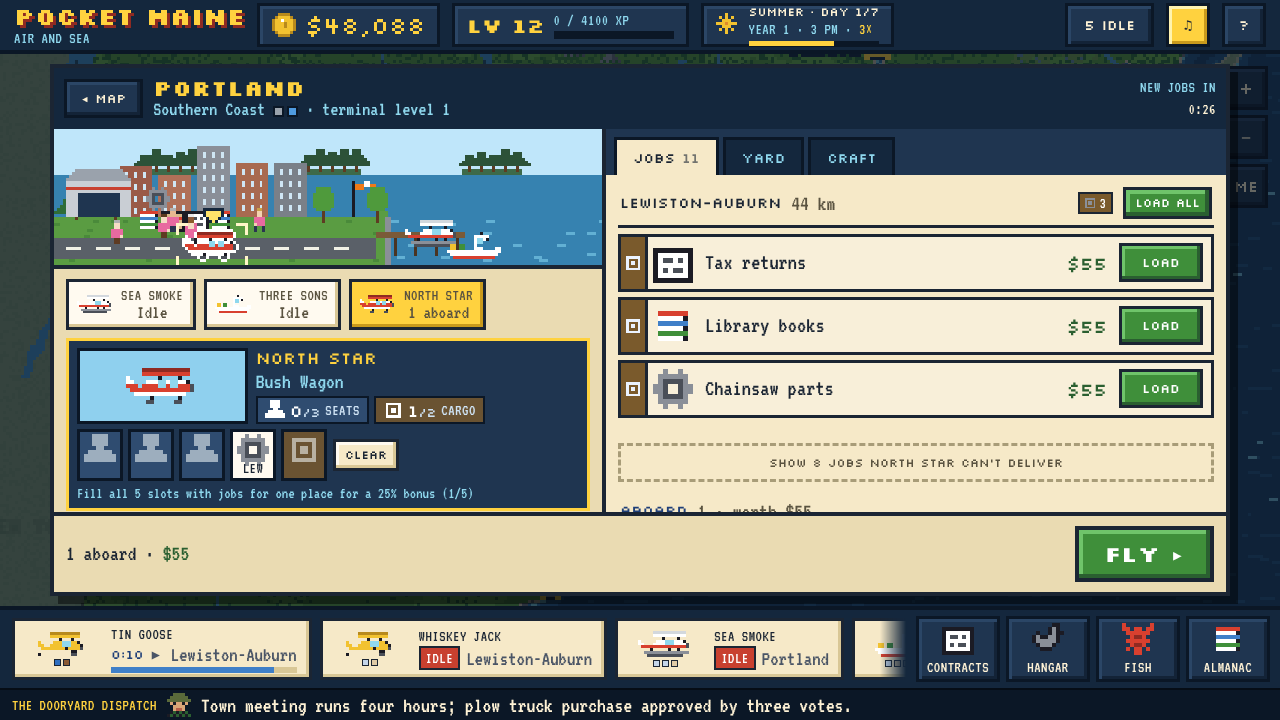 POCKET MAINE
AIR AND SEA
$48,088
LV 12
0 / 4100 XP
SUMMER · DAY 1/7
YEAR 1 · 3 PM · 3X
5 IDLE
♫
?
◂ MAP
PORTLAND
Southern Coast · terminal level 1
NEW JOBS IN
0:26
+
-
ME
JOBS 11
YARD
CRAFT
LEWISTON-AUBURN 44 km
3
LOAD ALL
Tax returns
$55
LOAD
Library books
$55
LOAD
Chainsaw parts
$55
LOAD
SHOW 8 JOBS NORTH STAR CAN'T DELIVER
ABOARD 1 · worth $55
SEA SMOKE
Idle
THREE SONS
Idle
NORTH STAR
1 aboard
NORTH STAR
Bush Wagon
0/3 SEATS
1/2 CARGO
LEW
CLEAR
Fill all 5 slots with jobs for one place for a 25% bonus (1/5)
1 aboard · $55
FLY ▸
TIN GOOSE
0:10 ▸ Lewiston-Auburn
WHISKEY JACK
IDLE Lewiston-Auburn
SEA SMOKE
IDLE Portland
CONTRACTS
HANGAR
FISH
ALMANAC
THE DOORYARD DISPATCH
Town meeting runs four hours; plow truck purchase approved by three votes.